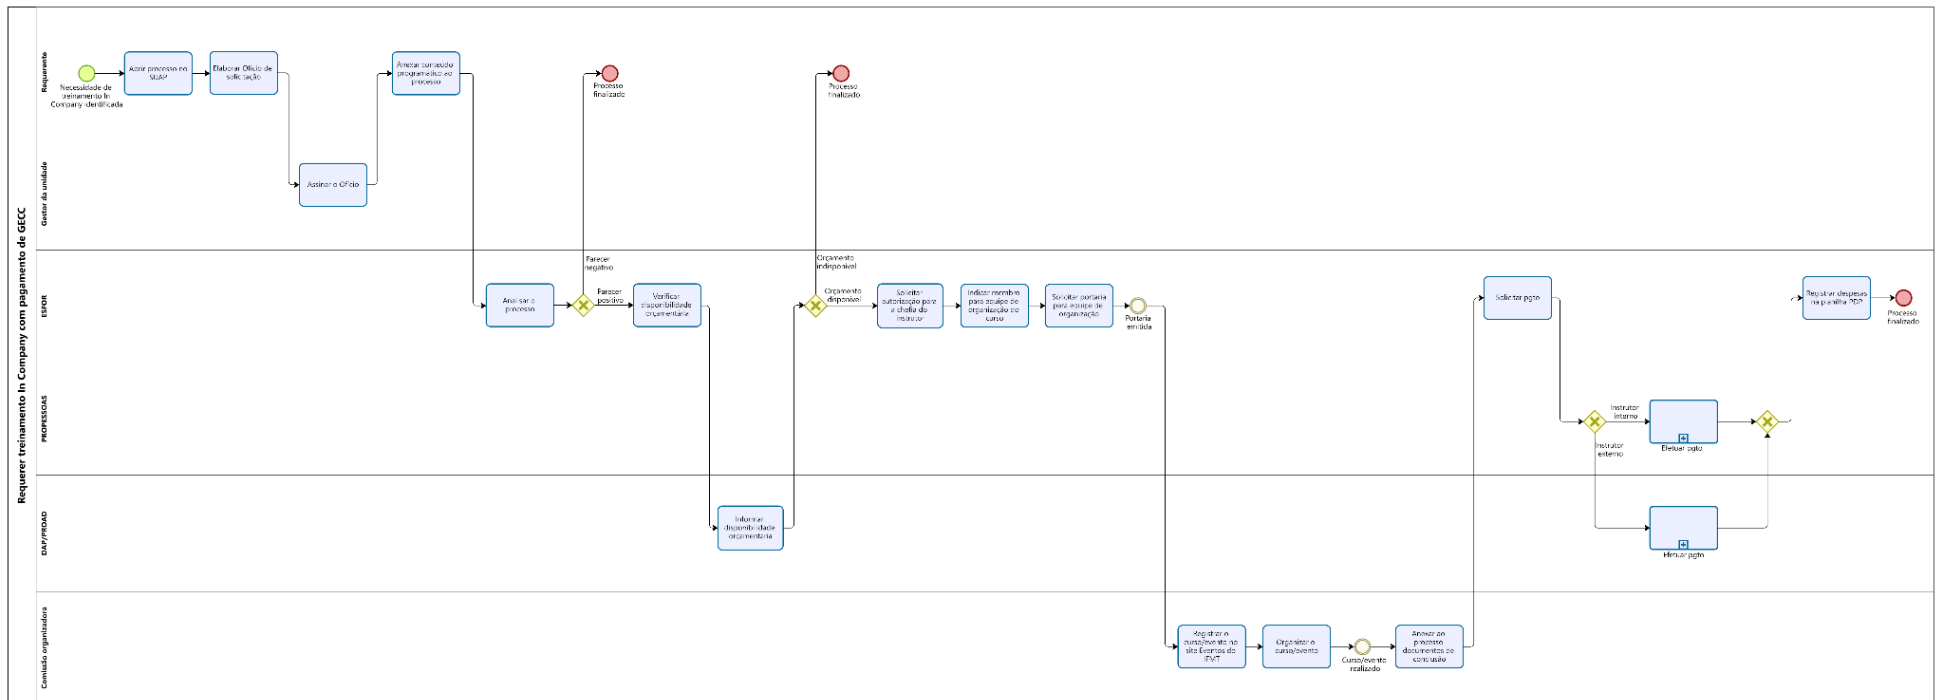 Requerer treinamento In Company com pagamento de GECC
Requerente
Necessidade de
treinamento In
Company identificada
Abrir processo no
SUAP
Elaborar Ofício de
solicitação
Anexar conteúdo
programático ao
processo
Processo
finalizado
Processo
finalizado
Gestor da unidade
Assinar o Ofício
ESFOR
Analisar o
processo
Parecer
negativo
Parecer
positivo
Verificar
disponibilidade
orçamentária
Orçamento
indisponível
Orçamento
disponível
Solicitar
autorização para
a chefia do
instrutor
Indicar membro
para equipe de
organização de
curso
Solicitar portaria
para equipe de
organização
Portaria
emitida
Solicitar pgto
Registrar despesas
na planilha PDP
Processo
finalizado
PROPESSOAS
Instrutor
interno
Instrutor
externo
Efetuar pgto
DAP/PROAD
Informar
disponibilidade
orçamentária
Efetuar pgto
Comissão organizadora
Registrar o
curso/evento no
site Eventos do
IFMT
Organizar o
curso/evento
Curso/evento
realizado
Anexar ao
processo
documentos de
conclusão